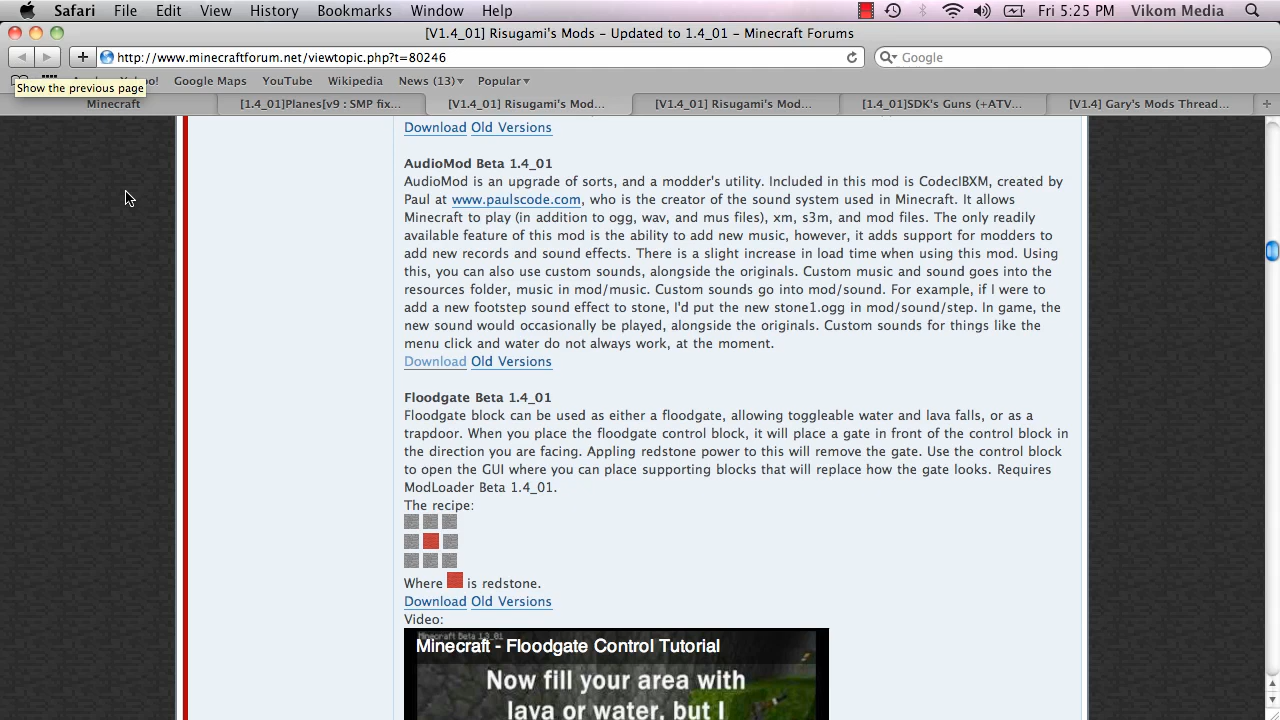 Safari File Edit View History Bookmarks Window Help Fri 5:25 PM Vikom Media
[V1.4_01] Risugami's Mods – Updated to 1.4_01 – Minecraft Forums
http://www.minecraftforum.net/viewtopic.php?t=80246 Google
Google Maps YouTube Wikipedia News (13)▾ Popular▾
Show the previous page
Minecraft [1.4_01]Planes[v9 : SMP fix... [V1.4_01] Risugami's Mod... [V1.4_01] Risugami's Mod... [1.4_01]SDK's Guns (+ATV... [V1.4] Gary's Mods Thread...
Download Old Versions
AudioMod Beta 1.4_01
AudioMod is an upgrade of sorts, and a modder's utility. Included in this mod is CodecIBXM, created by
Paul at www.paulscode.com, who is the creator of the sound system used in Minecraft. It allows
Minecraft to play (in addition to ogg, wav, and mus files), xm, s3m, and mod files. The only readily
available feature of this mod is the ability to add new music, however, it adds support for modders to
add new records and sound effects. There is a slight increase in load time when using this mod. Using
this, you can also use custom sounds, alongside the originals. Custom music and sound goes into the
resources folder, music in mod/music. Custom sounds go into mod/sound. For example, if I were to
add a new footstep sound effect to stone, I'd put the new stone1.ogg in mod/sound/step. In game, the
new sound would occasionally be played, alongside the originals. Custom sounds for things like the
menu click and water do not always work, at the moment.
Download Old Versions
Floodgate Beta 1.4_01
Floodgate block can be used as either a floodgate, allowing toggleable water and lava falls, or as a
trapdoor. When you place the floodgate control block, it will place a gate in front of the control block in
the direction you are facing. Appling redstone power to this will remove the gate. Use the control block
to open the GUI where you can place supporting blocks that will replace how the gate looks. Requires
ModLoader Beta 1.4_01.
The recipe:
Where is redstone.
Download Old Versions
Video:
Minecraft Beta 1.3_01
Minecraft - Floodgate Control Tutorial
Now fill your area with
lava or water, but I